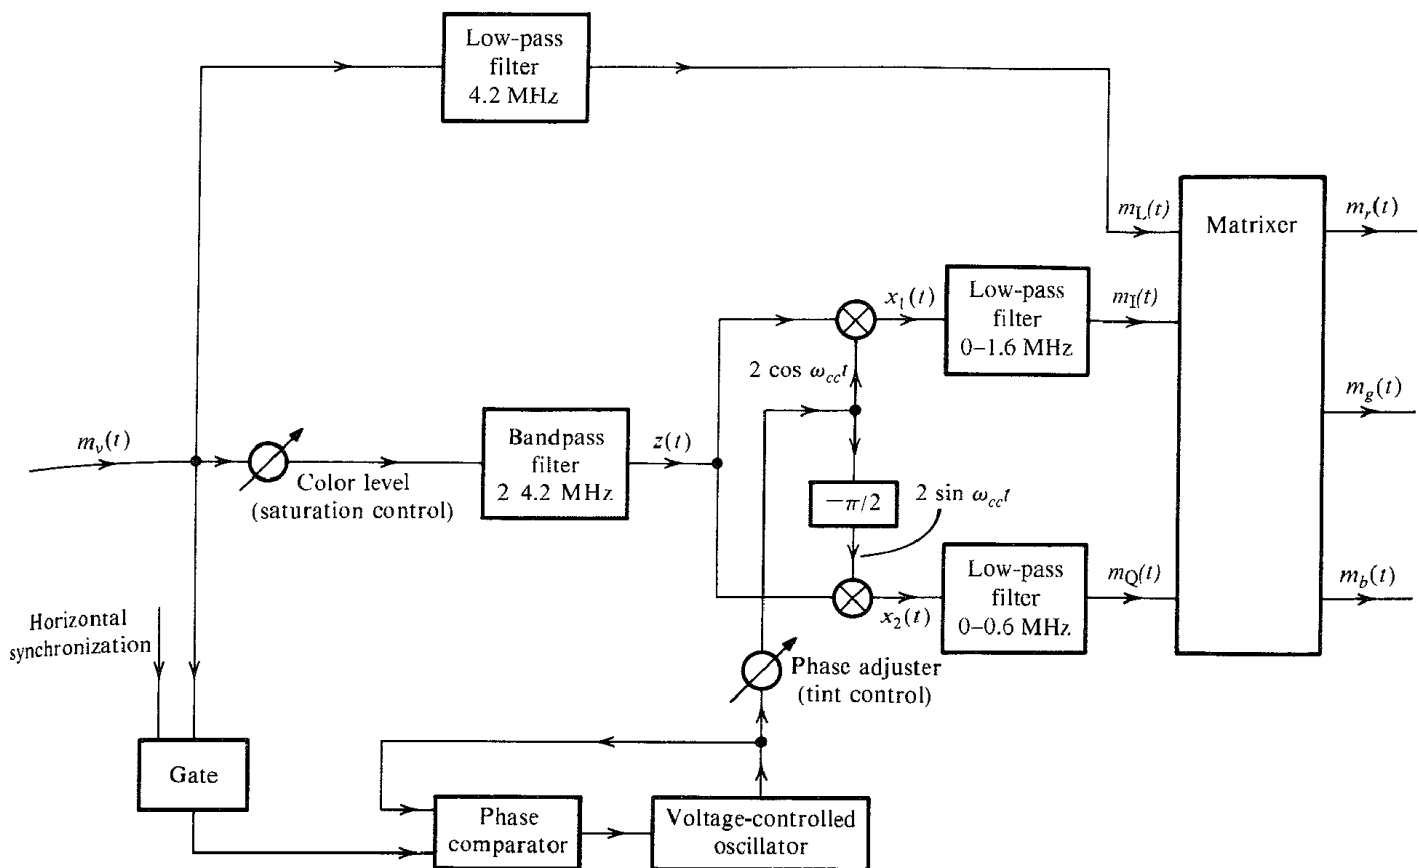 Low-pass
filter
4.2 MHz
m_L(t)
Matrixer
m_r(t)
x_1(t)
Low-pass
filter
0–1.6 MHz
m_I(t)
2 cos ω_cc t
m_g(t)
m_v(t)
Color level
(saturation control)
Bandpass
filter
2 4.2 MHz
z(t)
−π/2
2 sin ω_cc t
x_2(t)
Low-pass
filter
0–0.6 MHz
m_Q(t)
m_b(t)
Horizontal
synchronization
Phase adjuster
(tint control)
Gate
Phase
comparator
Voltage-controlled
oscillator